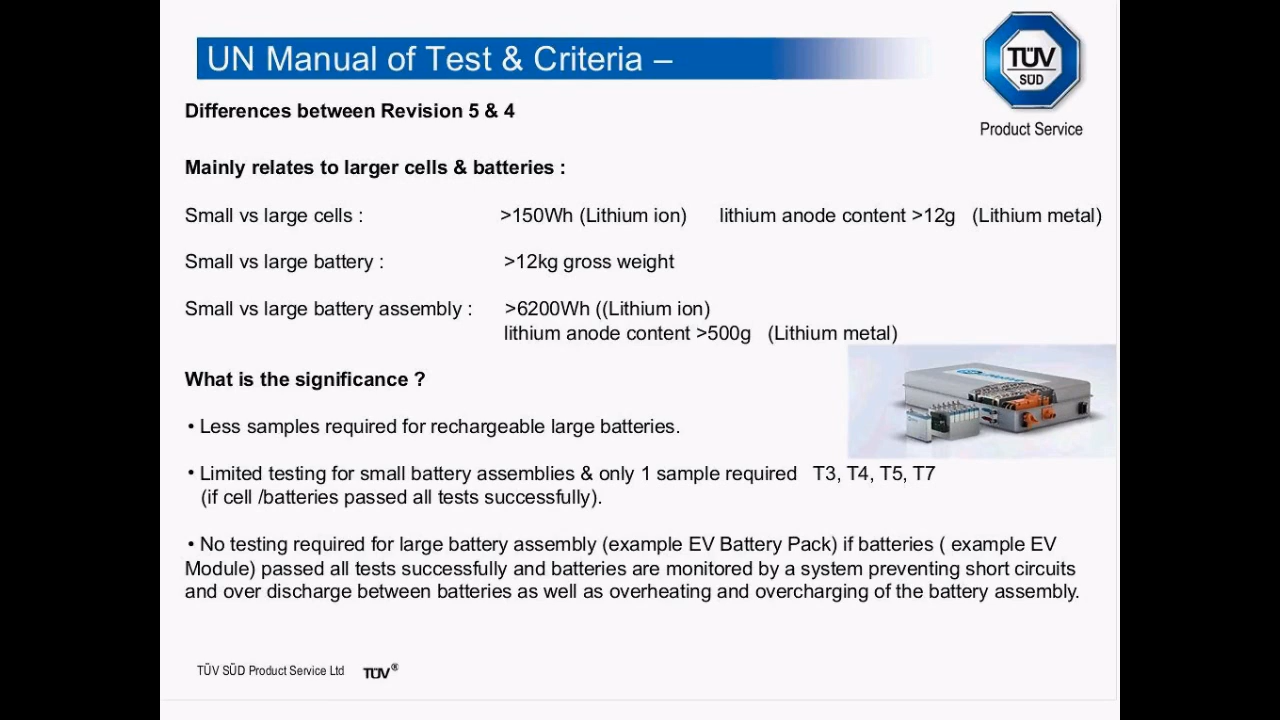 UN Manual of Test & Criteria –
TÜV
SÜD
Product Service
Differences between Revision 5 & 4
Mainly relates to larger cells & batteries :
Small vs large cells : >150Wh (Lithium ion) lithium anode content >12g (Lithium metal)
Small vs large battery : >12kg gross weight
Small vs large battery assembly : >6200Wh ((Lithium ion)
lithium anode content >500g (Lithium metal)
What is the significance ?
• Less samples required for rechargeable large batteries.
• Limited testing for small battery assemblies & only 1 sample required T3, T4, T5, T7
(if cell /batteries passed all tests successfully).
• No testing required for large battery assembly (example EV Battery Pack) if batteries ( example EV
Module) passed all tests successfully and batteries are monitored by a system preventing short circuits
and over discharge between batteries as well as overheating and overcharging of the battery assembly.
TÜV SÜD Product Service Ltd TÜV®